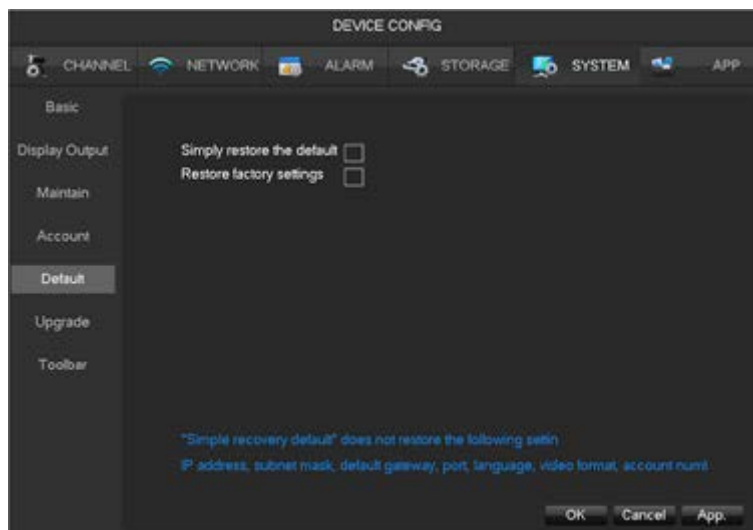 DEVICE CONFIG
CHANNEL NETWORK ALARM STORAGE SYSTEM APP
Basic
Display Output
Maintain
Account
Default
Upgrade
Toolbar
Simply restore the default
Restore factory settings
"Simple recovery default" does not restore the following settin
IP address, subnet mask, default gateway, port, language, video format, account numt
OK Cancel App.